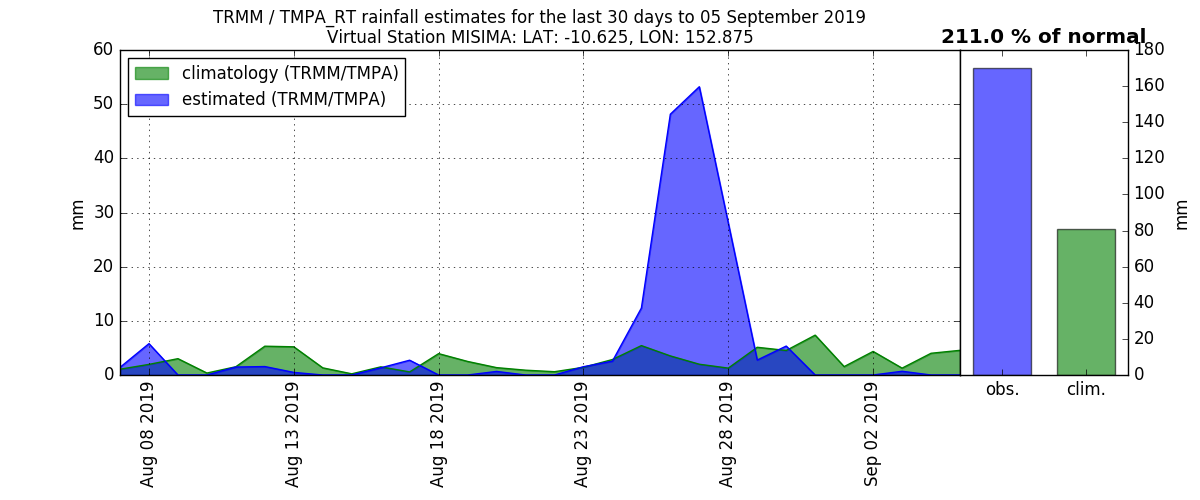 TRMM / TMPA_RT rainfall estimates for the last 30 days to 05 September 2019
Virtual Station MISIMA: LAT: -10.625, LON: 152.875
211.0 % of normal
climatology (TRMM/TMPA)
estimated (TRMM/TMPA)
mm
60
50
40
30
20
10
0
Aug 08 2019
Aug 13 2019
Aug 18 2019
Aug 23 2019
Aug 28 2019
Sep 02 2019
180
160
140
120
100
80
60
40
20
0
mm
obs.
clim.